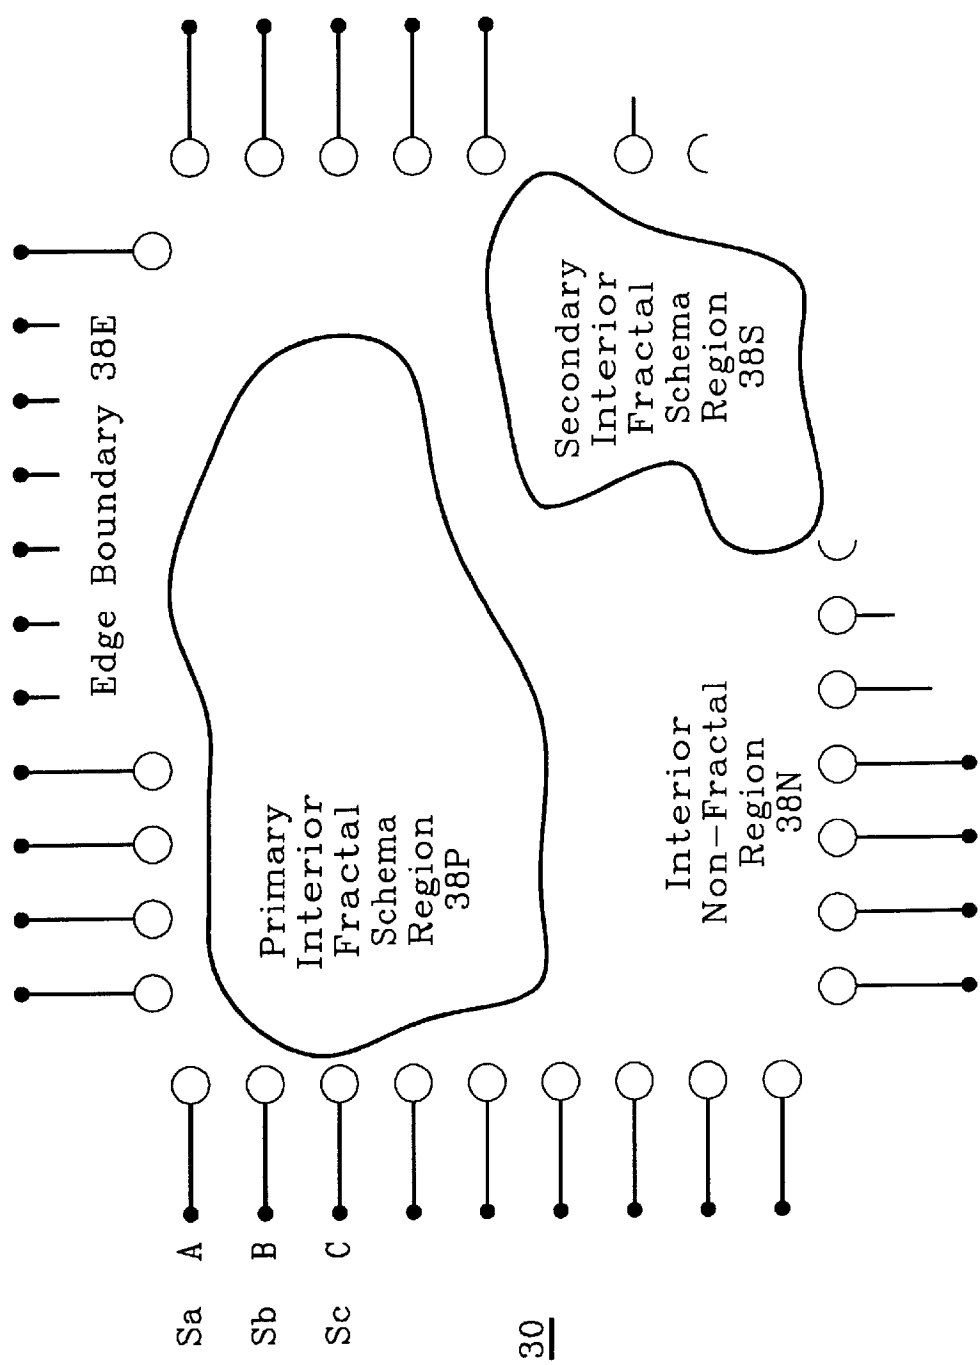 Edge Boundary 38E
Primary
Interior
Fractal
Schema
Region
38P
Secondary
Interior
Fractal
Schema
Region
38S
Interior
Non-Fractal
Region
38N
Sa A
Sb B
Sc C
30